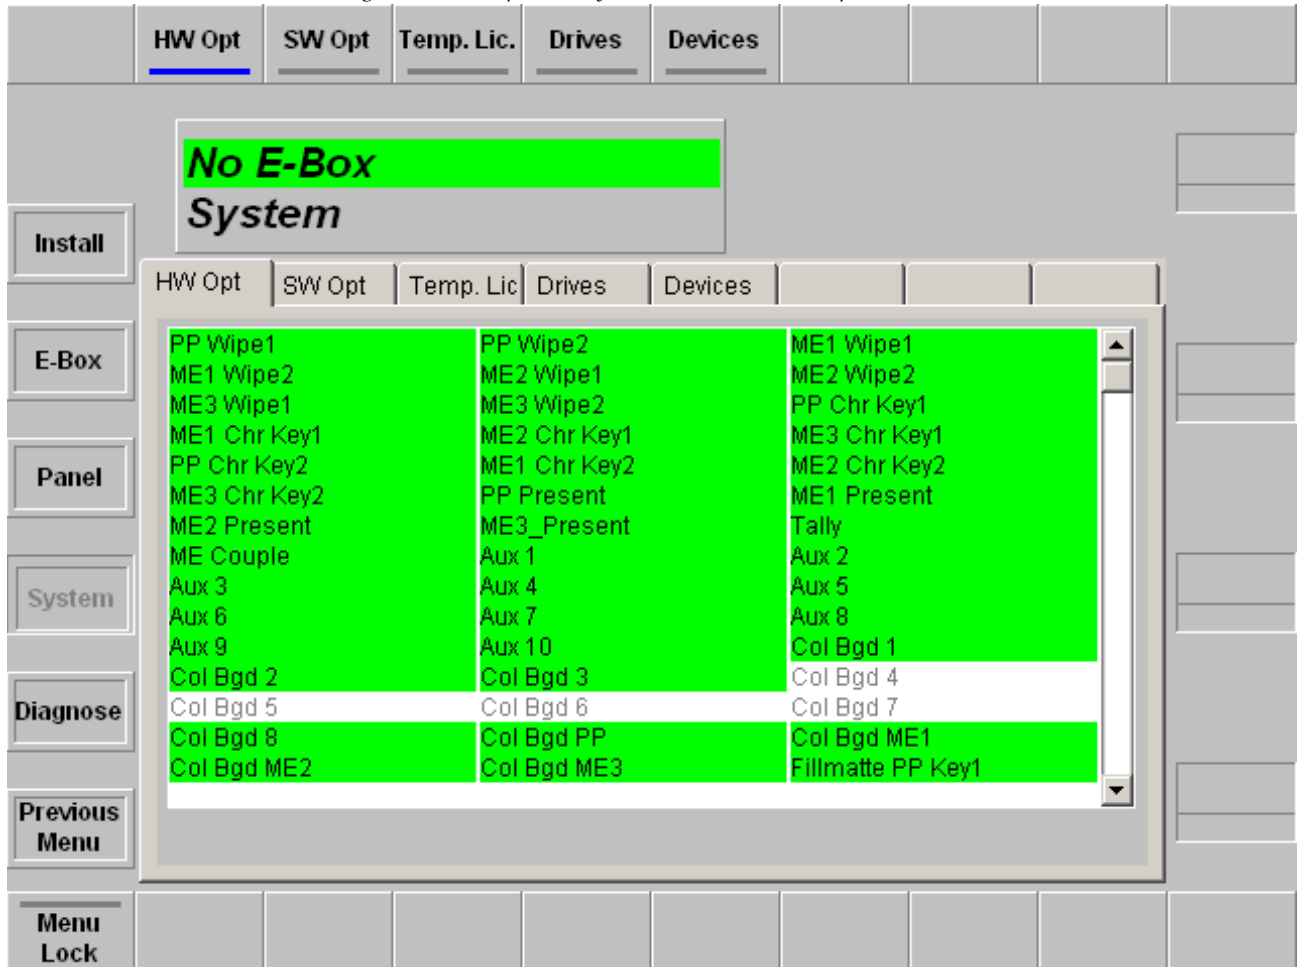 HW Opt SW Opt Temp. Lic. Drives Devices
No E-Box
System
Install
HW Opt SW Opt Temp. Lic Drives Devices
PP Wipe1 PP Wipe2 ME1 Wipe1
E-Box
ME1 Wipe2 ME2 Wipe1 ME2 Wipe2
ME3 Wipe1 ME3 Wipe2 PP Chr Key1
ME1 Chr Key1 ME2 Chr Key1 ME3 Chr Key1
Panel
PP Chr Key2 ME1 Chr Key2 ME2 Chr Key2
ME3 Chr Key2 PP Present ME1 Present
ME2 Present ME3_Present Tally
ME Couple Aux 1 Aux 2
System
Aux 3 Aux 4 Aux 5
Aux 6 Aux 7 Aux 8
Aux 9 Aux 10 Col Bgd 1
Col Bgd 2 Col Bgd 3 Col Bgd 4
Diagnose
Col Bgd 5 Col Bgd 6 Col Bgd 7
Col Bgd 8 Col Bgd PP Col Bgd ME1
Col Bgd ME2 Col Bgd ME3 Fillmatte PP Key1
Previous
Menu
Menu
Lock